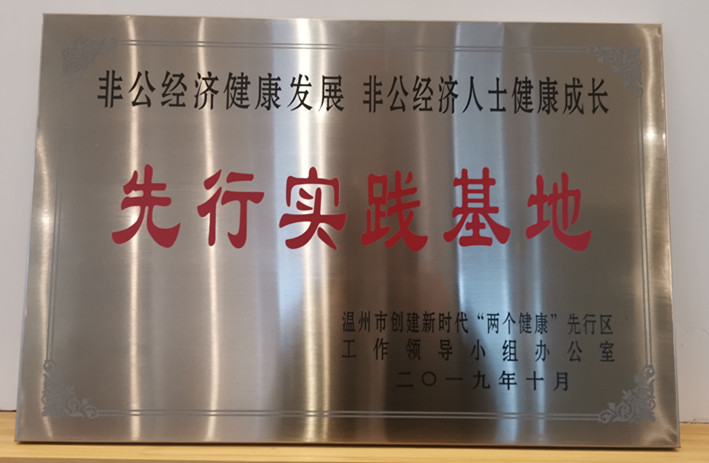 非公经济健康发展 非公经济人士健康成长
先行实践基地
温州市创建新时代“两个健康”先行区
工作领导小组办公室
二〇一九年十月